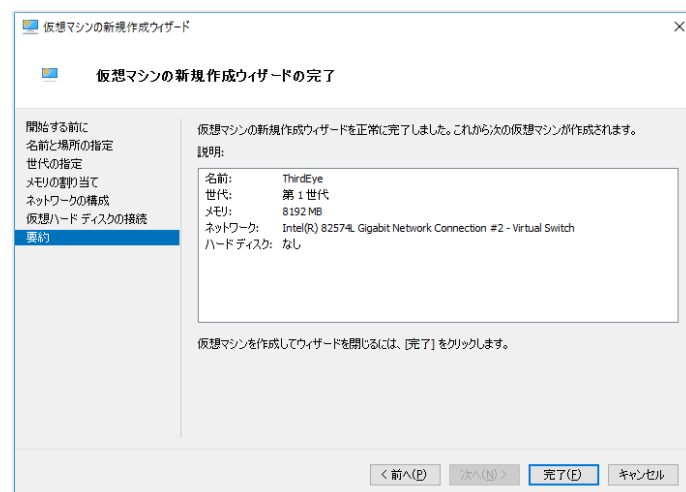 仮想マシンの新規作成ウィザード
仮想マシンの新規作成ウィザードの完了
開始する前に
名前と場所の指定
世代の指定
メモリの割り当て
ネットワークの構成
仮想ハード ディスクの接続
要約
仮想マシンの新規作成ウィザードを正常に完了しました。これから次の仮想マシンが作成されます。
説明:
名前: ThirdEye
世代: 第 1 世代
メモリ: 8192 MB
ネットワーク: Intel(R) 82574L Gigabit Network Connection #2 - Virtual Switch
ハード ディスク: なし
仮想マシンを作成してウィザードを閉じるには、[完了] をクリックします。
< 前へ(P) 次へ(N) > 完了(F) キャンセル